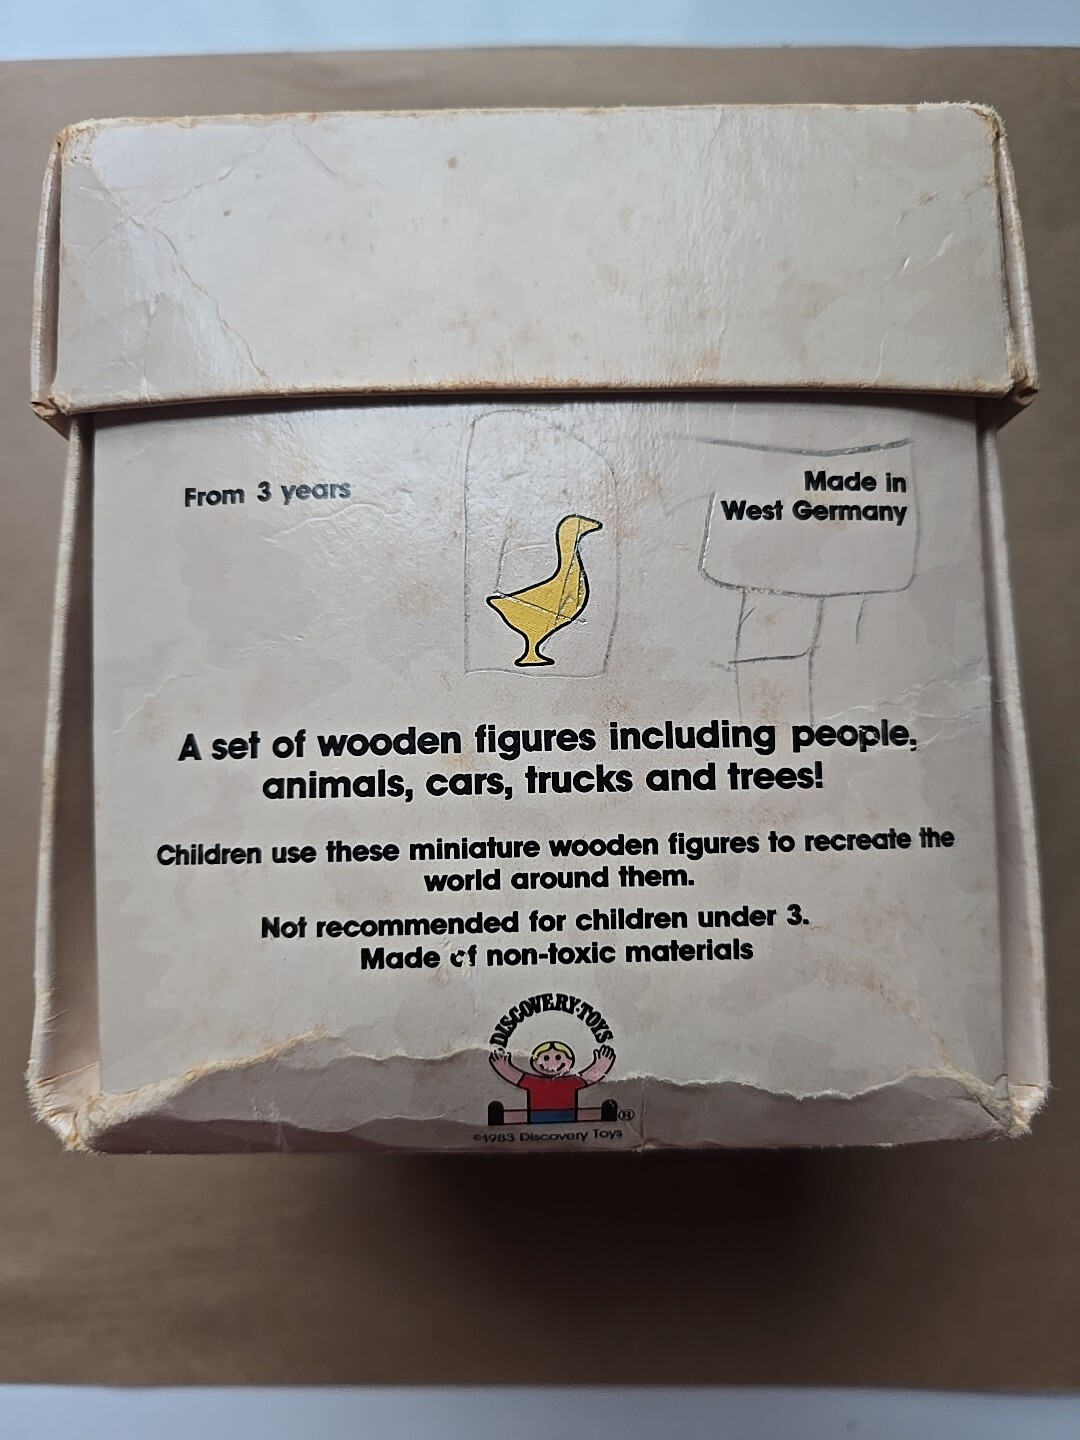 From 3 years
Made in
West Germany
A set of wooden figures including people,
animals, cars, trucks and trees!
Children use these miniature wooden figures to recreate the
world around them.
Not recommended for children under 3.
Made of non-toxic materials
DISCOVERY·TOYS
®
©1983 Discovery Toys